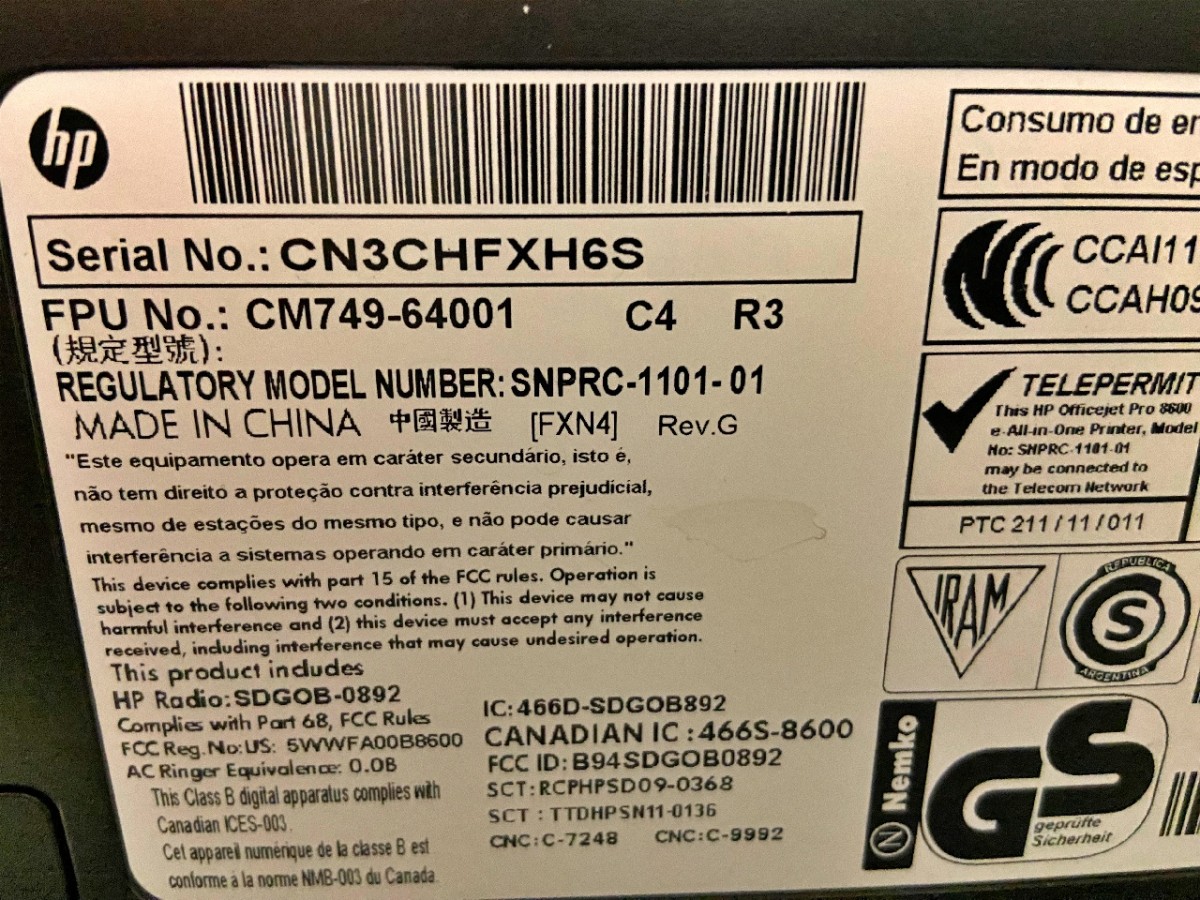 hp
Serial No.: CN3CHFXH6S
FPU No.: CM749-64001 C4 R3
(規定型號):
REGULATORY MODEL NUMBER: SNPRC-1101-01
MADE IN CHINA 中國製造 [FXN4] Rev.G
"Este equipamento opera em caráter secundário, isto é,
não tem direito a proteção contra interferência prejudicial,
mesmo de estações do mesmo tipo, e não pode causar
interferência a sistemas operando em caráter primário."
This device complies with part 15 of the FCC rules. Operation is
subject to the following two conditions. (1) This device may not cause
harmful interference and (2) this device must accept any interference
received, including interference that may cause undesired operation.
This product includes
HP Radio: SDGOB-0892
Complies with Part 68, FCC Rules
FCC Reg. No: US: 5WWFA00B8600
AC Ringer Equivalence: 0.0B
This Class B digital apparatus complies with
Canadian ICES-003.
Cet appareil numérique de la classe B est
conforme à la norme NMB-003 du Canada.
IC: 466D-SDGOB892
CANADIAN IC : 466S-8600
FCC ID: B94SDGOB0892
SCT: RCPHPSD09-0368
SCT : TTDHPSN11-0136
CNC: C-7248 CNC: C-9992
Consumo de er
En modo de esp
CCAI11
CCAH09
TELEPERMIT
This HP Officejet Pro 8600
e-All-in-One Printer, Model
No: SNPRC-1101-01
may be connected to
the Telecom Network
PTC 211/11/011
IRAM
REPUBLICA
S
ARGENTINA
N Nemko
GS
geprüfte
Sicherheit